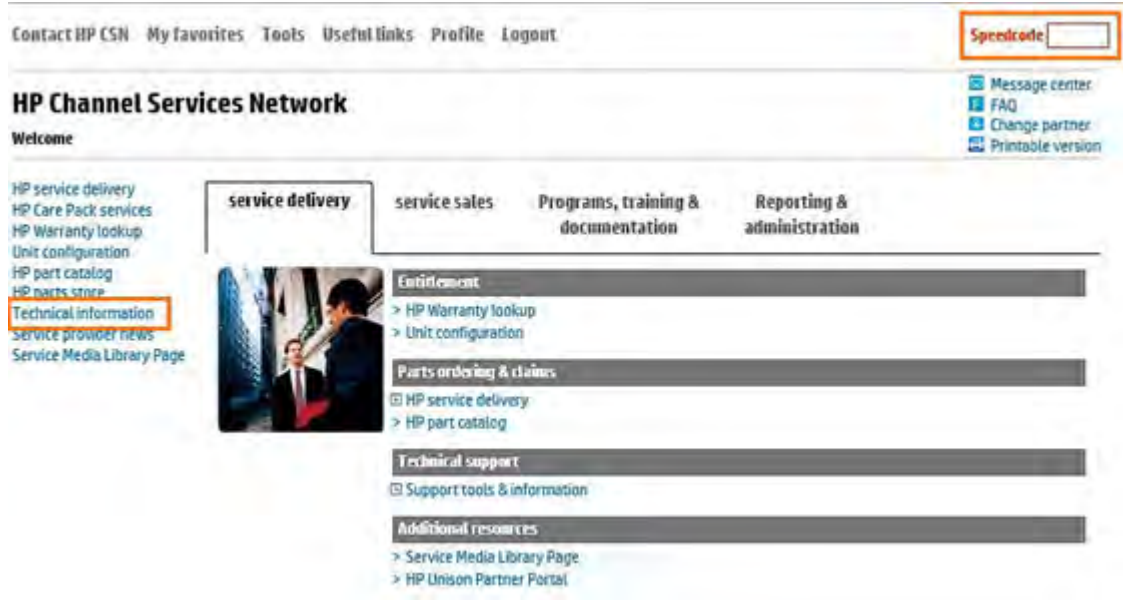 Contact HP CSN My favorites Tools Useful links Profile Logout
Speedcode
Message center
FAQ
Change partner
Printable version
HP Channel Services Network
Welcome
HP service delivery
HP Care Pack services
HP Warranty lookup
Unit configuration
HP part catalog
HP parts store
Technical information
Service provider news
Service Media Library Page
service delivery
service sales
Programs, training &
documentation
Reporting &
administration
Entitlement
> HP Warranty lookup
> Unit configuration
Parts ordering & claims
HP service delivery
> HP part catalog
Technical support
Support tools & information
Additional resources
> Service Media Library Page
> HP Unison Partner Portal